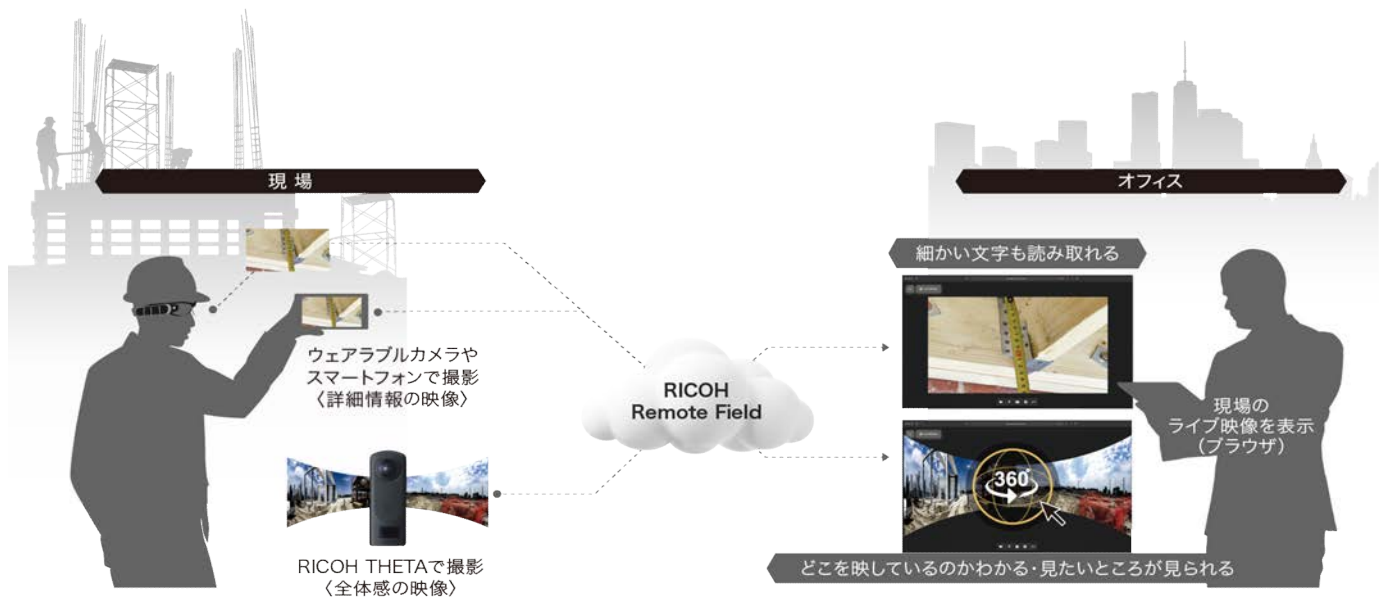 現場
オフィス
細かい文字も読み取れる
ウェアラブルカメラや
スマートフォンで撮影
〈詳細情報の映像〉
RICOH
Remote Field
現場の
ライブ映像を表示
(ブラウザ)
360°
RICOH THETAで撮影
〈全体感の映像〉
どこを映しているのかわかる・見たいところが見られる